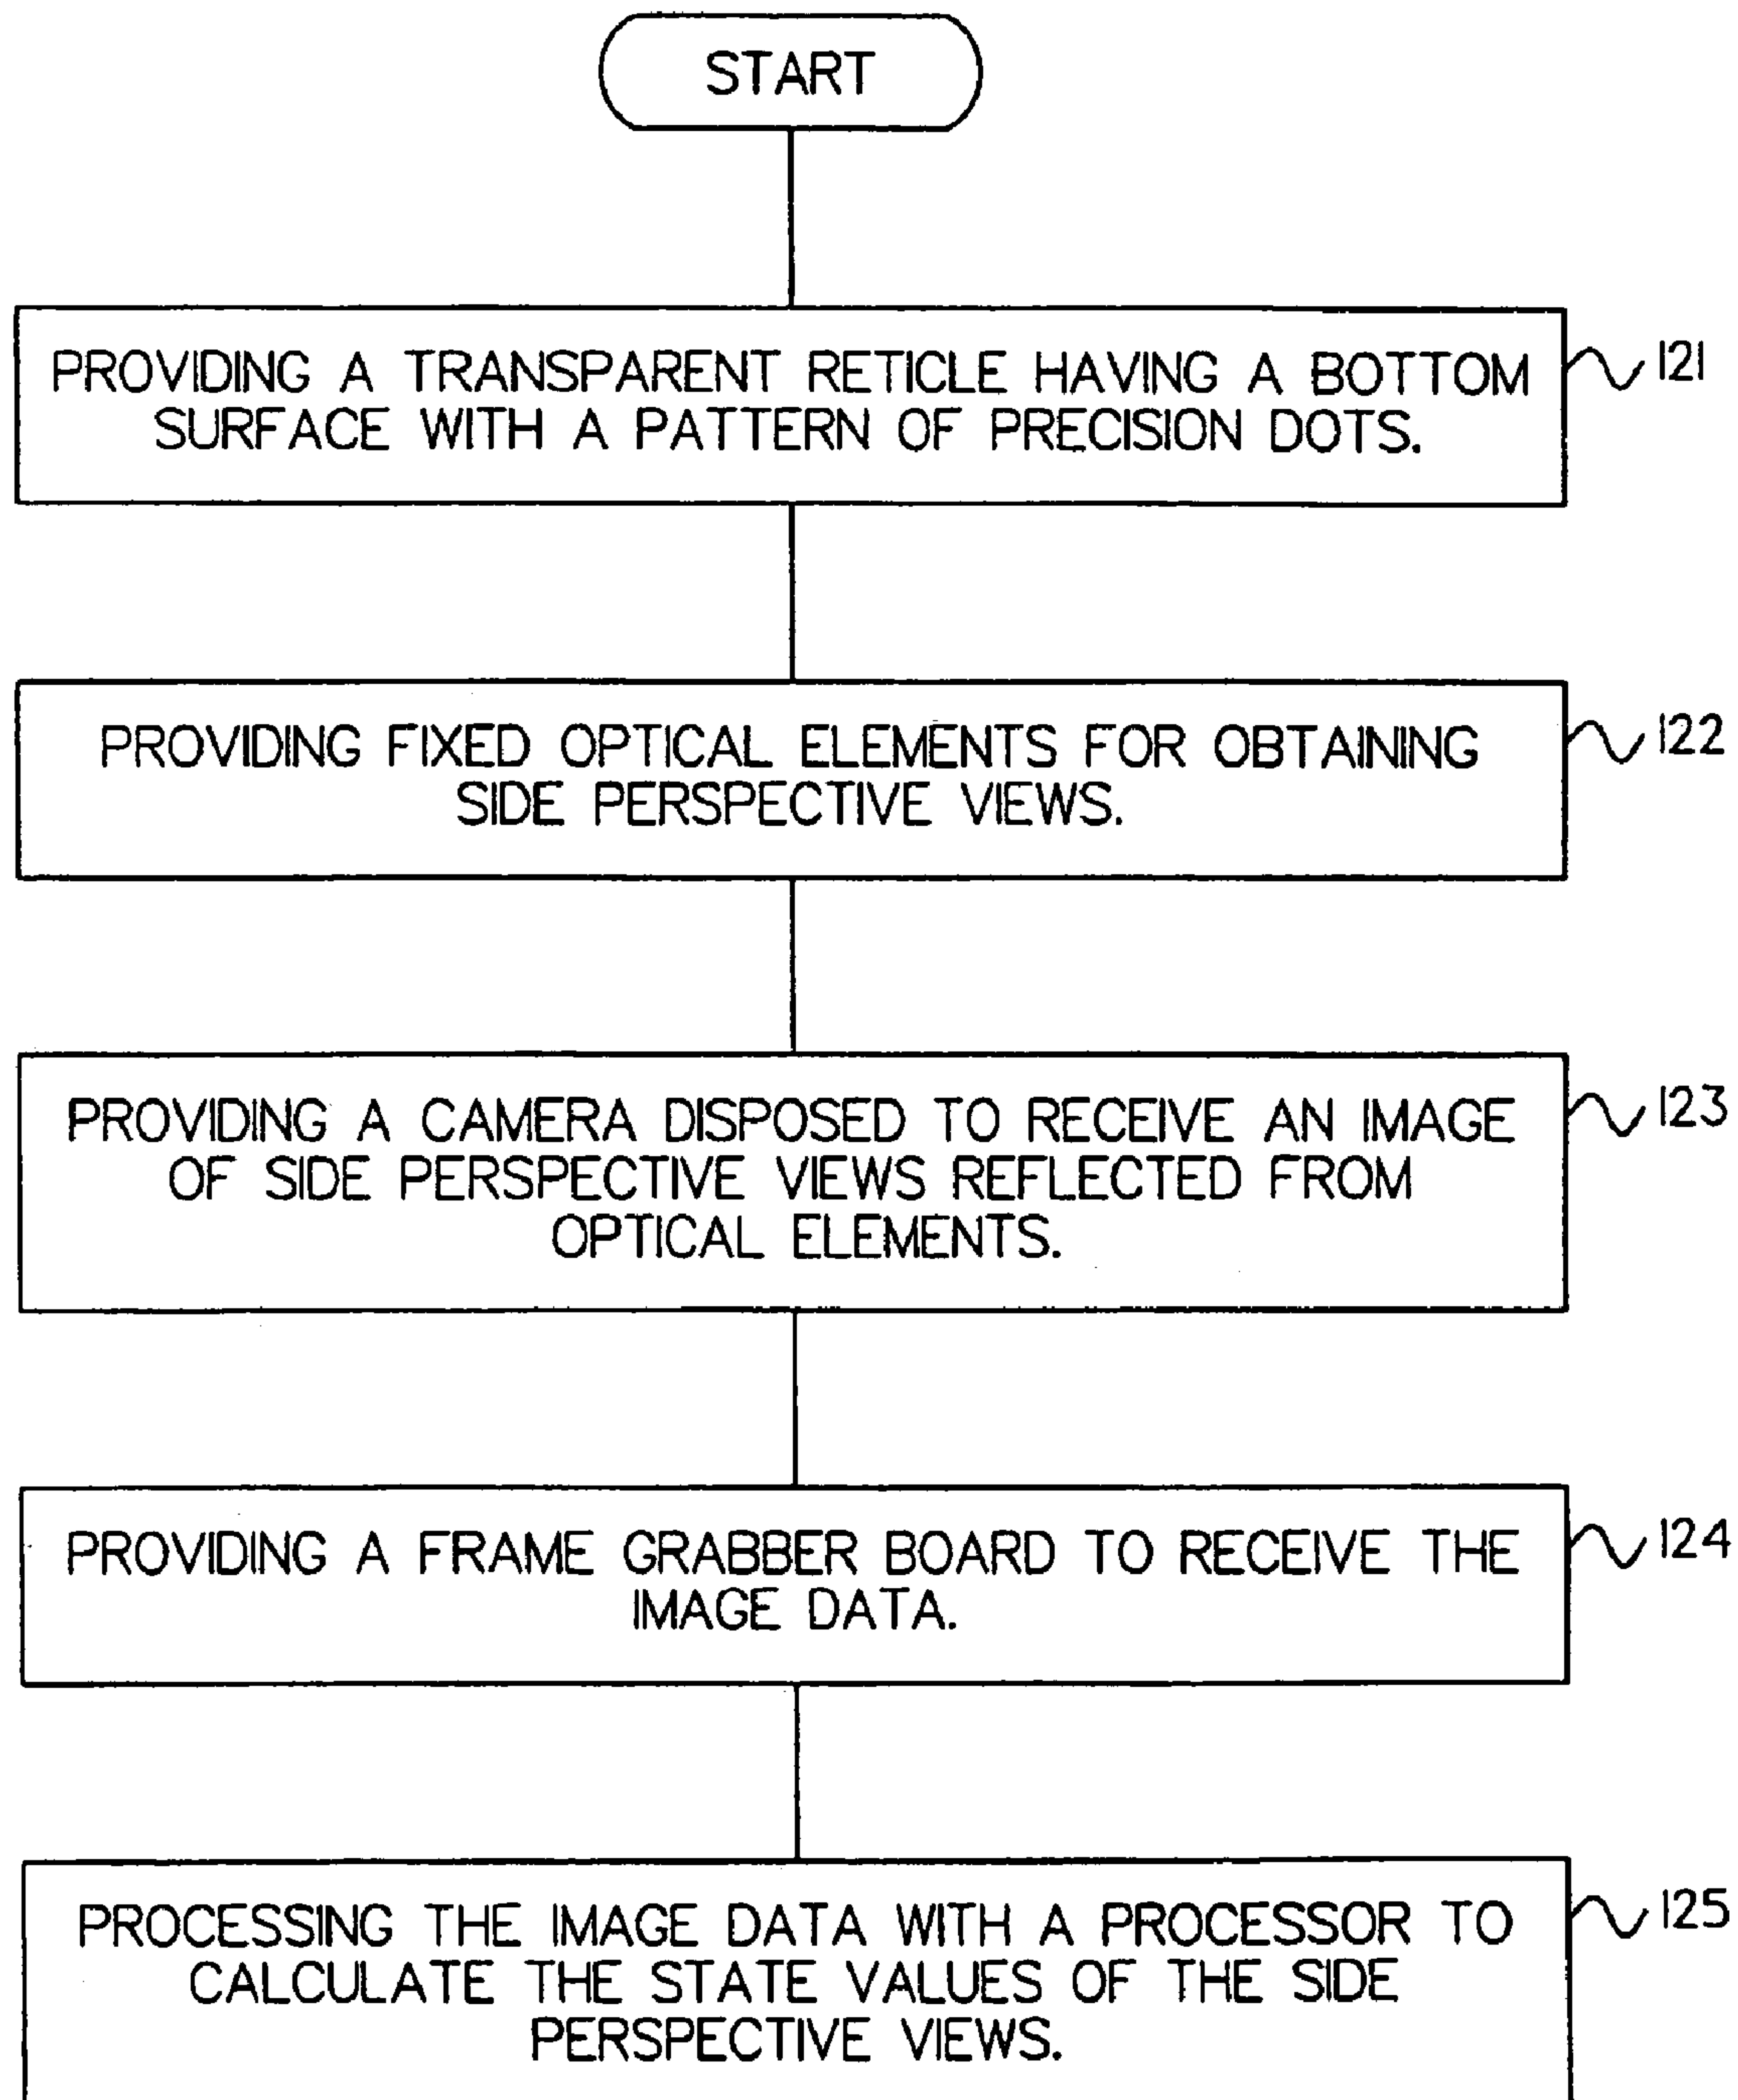 START
PROVIDING A TRANSPARENT RETICLE HAVING A BOTTOM
SURFACE WITH A PATTERN OF PRECISION DOTS.
121
PROVIDING FIXED OPTICAL ELEMENTS FOR OBTAINING
SIDE PERSPECTIVE VIEWS.
122
PROVIDING A CAMERA DISPOSED TO RECEIVE AN IMAGE
OF SIDE PERSPECTIVE VIEWS REFLECTED FROM
OPTICAL ELEMENTS.
123
PROVIDING A FRAME GRABBER BOARD TO RECEIVE THE
IMAGE DATA.
124
PROCESSING THE IMAGE DATA WITH A PROCESSOR TO
CALCULATE THE STATE VALUES OF THE SIDE
PERSPECTIVE VIEWS.
125